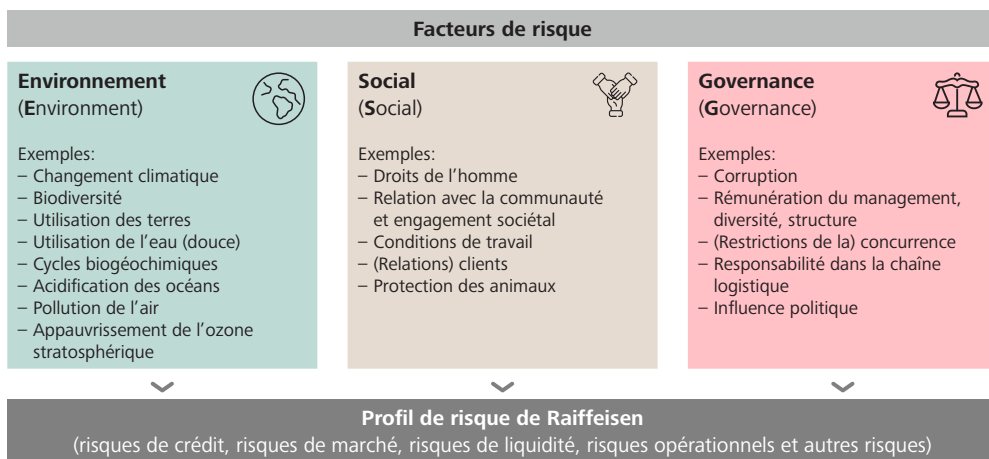 Facteurs de risque
Environnement
(Environment)
Exemples:
– Changement climatique
– Biodiversité
– Utilisation des terres
– Utilisation de l’eau (douce)
– Cycles biogéochimiques
– Acidification des océans
– Pollution de l’air
– Appauvrissement de l’ozone
stratosphérique
Social
(Social)
Exemples:
– Droits de l’homme
– Relation avec la communauté
et engagement sociétal
– Conditions de travail
– (Relations) clients
– Protection des animaux
Governance
(Governance)
Exemples:
– Corruption
– Rémunération du management,
diversité, structure
– (Restrictions de la) concurrence
– Responsabilité dans la chaîne
logistique
– Influence politique
Profil de risque de Raiffeisen
(risques de crédit, risques de marché, risques de liquidité, risques opérationnels et autres risques)